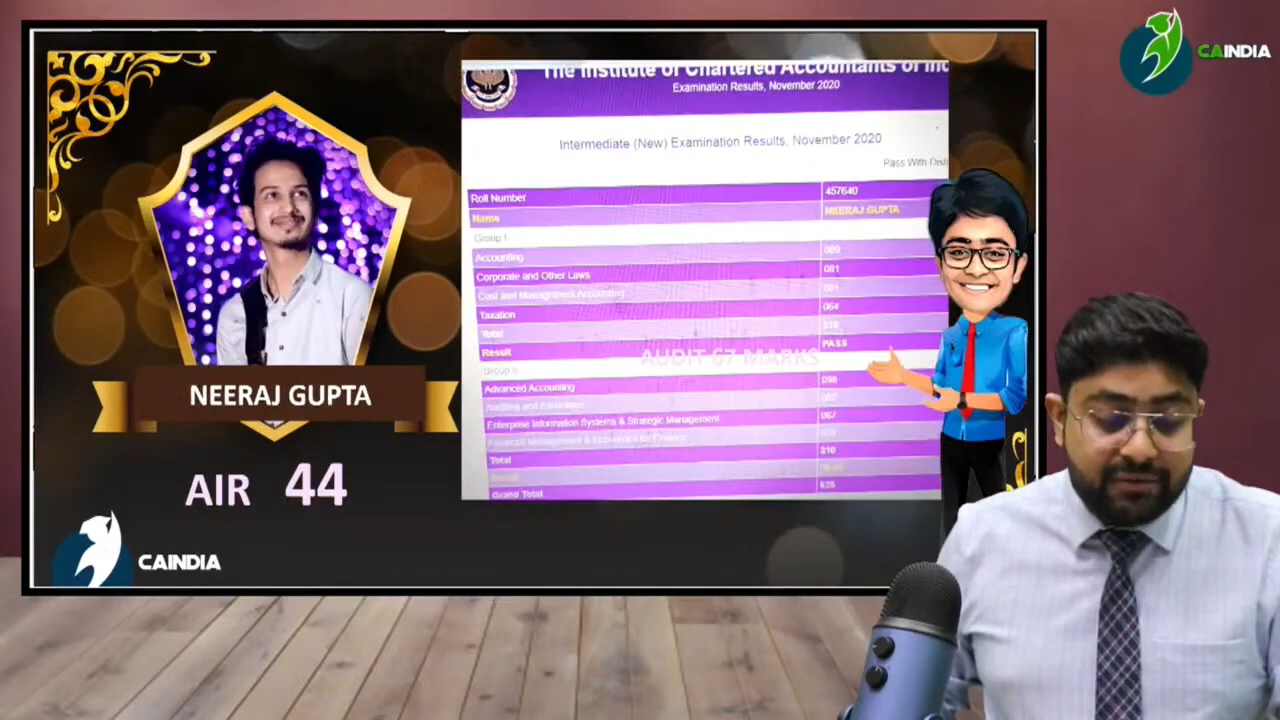 CAINDIA
The Institute of Chartered Accountants of Ind
Examination Results, November 2020
Intermediate (New) Examination Results, November 2020
Pass With
Roll Number 457640
Name NEERAJ GUPTA
Group I
Accounting 089
Corporate and Other Laws 081
Cost and Management Accounting
Taxation 064
Total
Result PASS
AUDIT 67 MARKS
Group II
Advanced Accounting 098
Auditing and Assurance
Enterprise Information Systems & Strategic Management 067
Financial Management & Economics for Finance
Total 310
Grand Total
NEERAJ GUPTA
AIR 44
CAINDIA